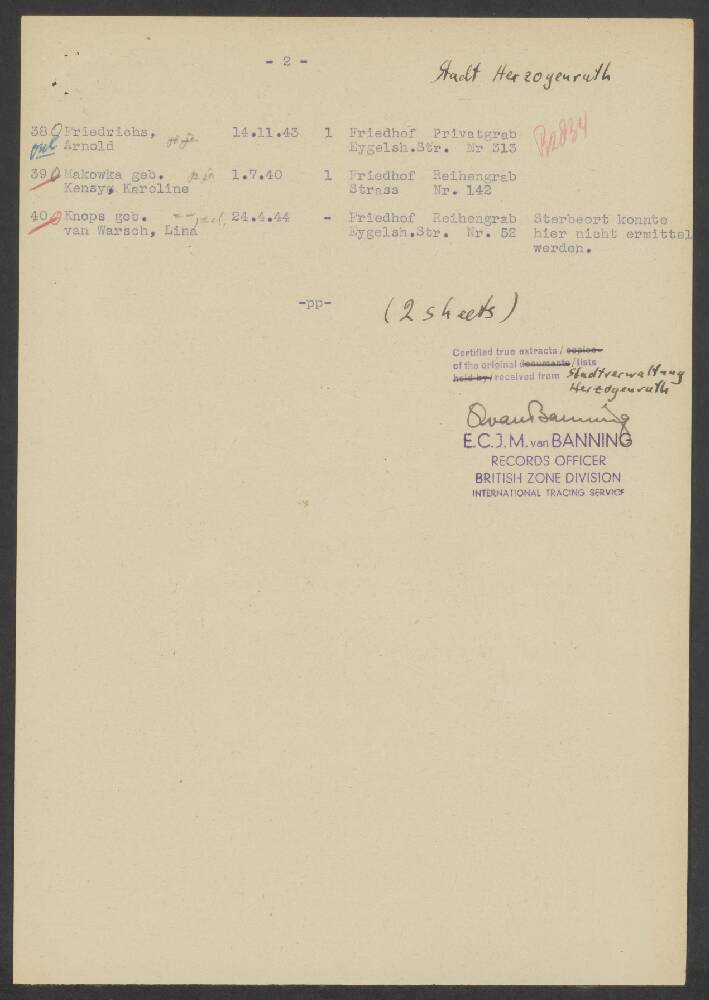 - 2 -
Stadt Herzogenrath
38 Friedrichs, 14.11.43 1 Friedhof Privatgrab
Arnold Eygelsh.Str. Nr 313
39 Makowka geb. 1.7.40 1 Friedhof Reihengrab
Kensy, Karoline Strass Nr. 142
40 Knops geb. 24.4.44 - Friedhof Reihengrab Sterbeort konnte
van Warsch, Lina Eygelsh.Str. Nr. 52 hier nicht ermittel
werden.
-pp- (2 sheets)
Certified true extracts / copies
of the original documents / lists
held by / received from Stadtverwaltung
Herzogenrath
E.C.J.M. van BANNING
RECORDS OFFICER
BRITISH ZONE DIVISION
INTERNATIONAL TRACING SERVICE